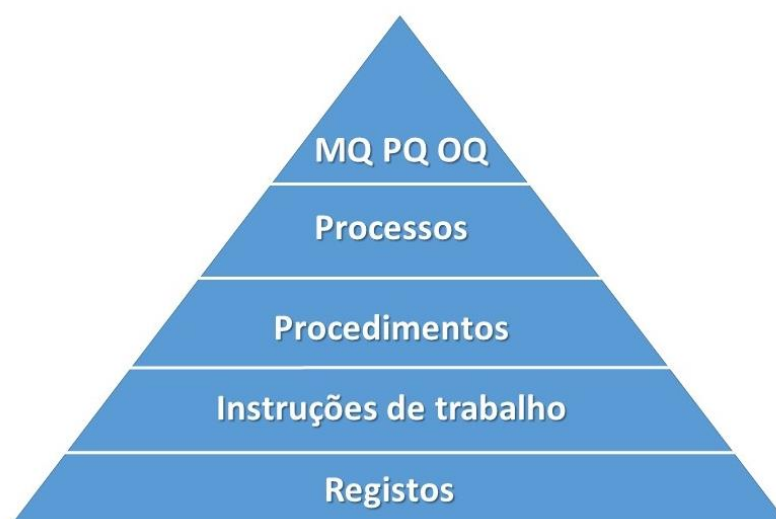 MQ PQ OQ
Processos
Procedimentos
Instruções de trabalho
Registos